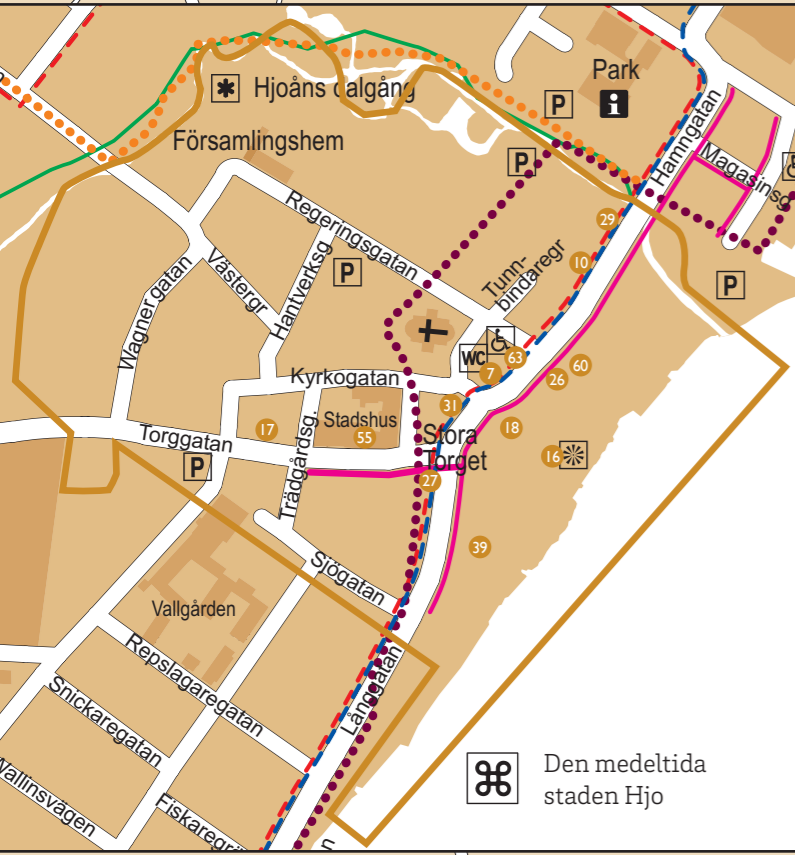 Park
P
i
Hjoåns dalgång
P
Församlingshem
Hamngatan
Magasinsg
29
Regeringsgatan
10
Tunn-
bindaregr
P
P
Västergr
Hantverksg
Wagnergatan
WC
63
7
60
26
Kyrkogatan
31
18
17
Stadshus
55
Stora
Torget
Torggatan
P
Trädgårdsg.
16
27
39
Sjögatan
Vallgården
Repslagaregatan
Långgatan
Snickaregatan
Fiskaregr
Den medeltida
staden Hjo